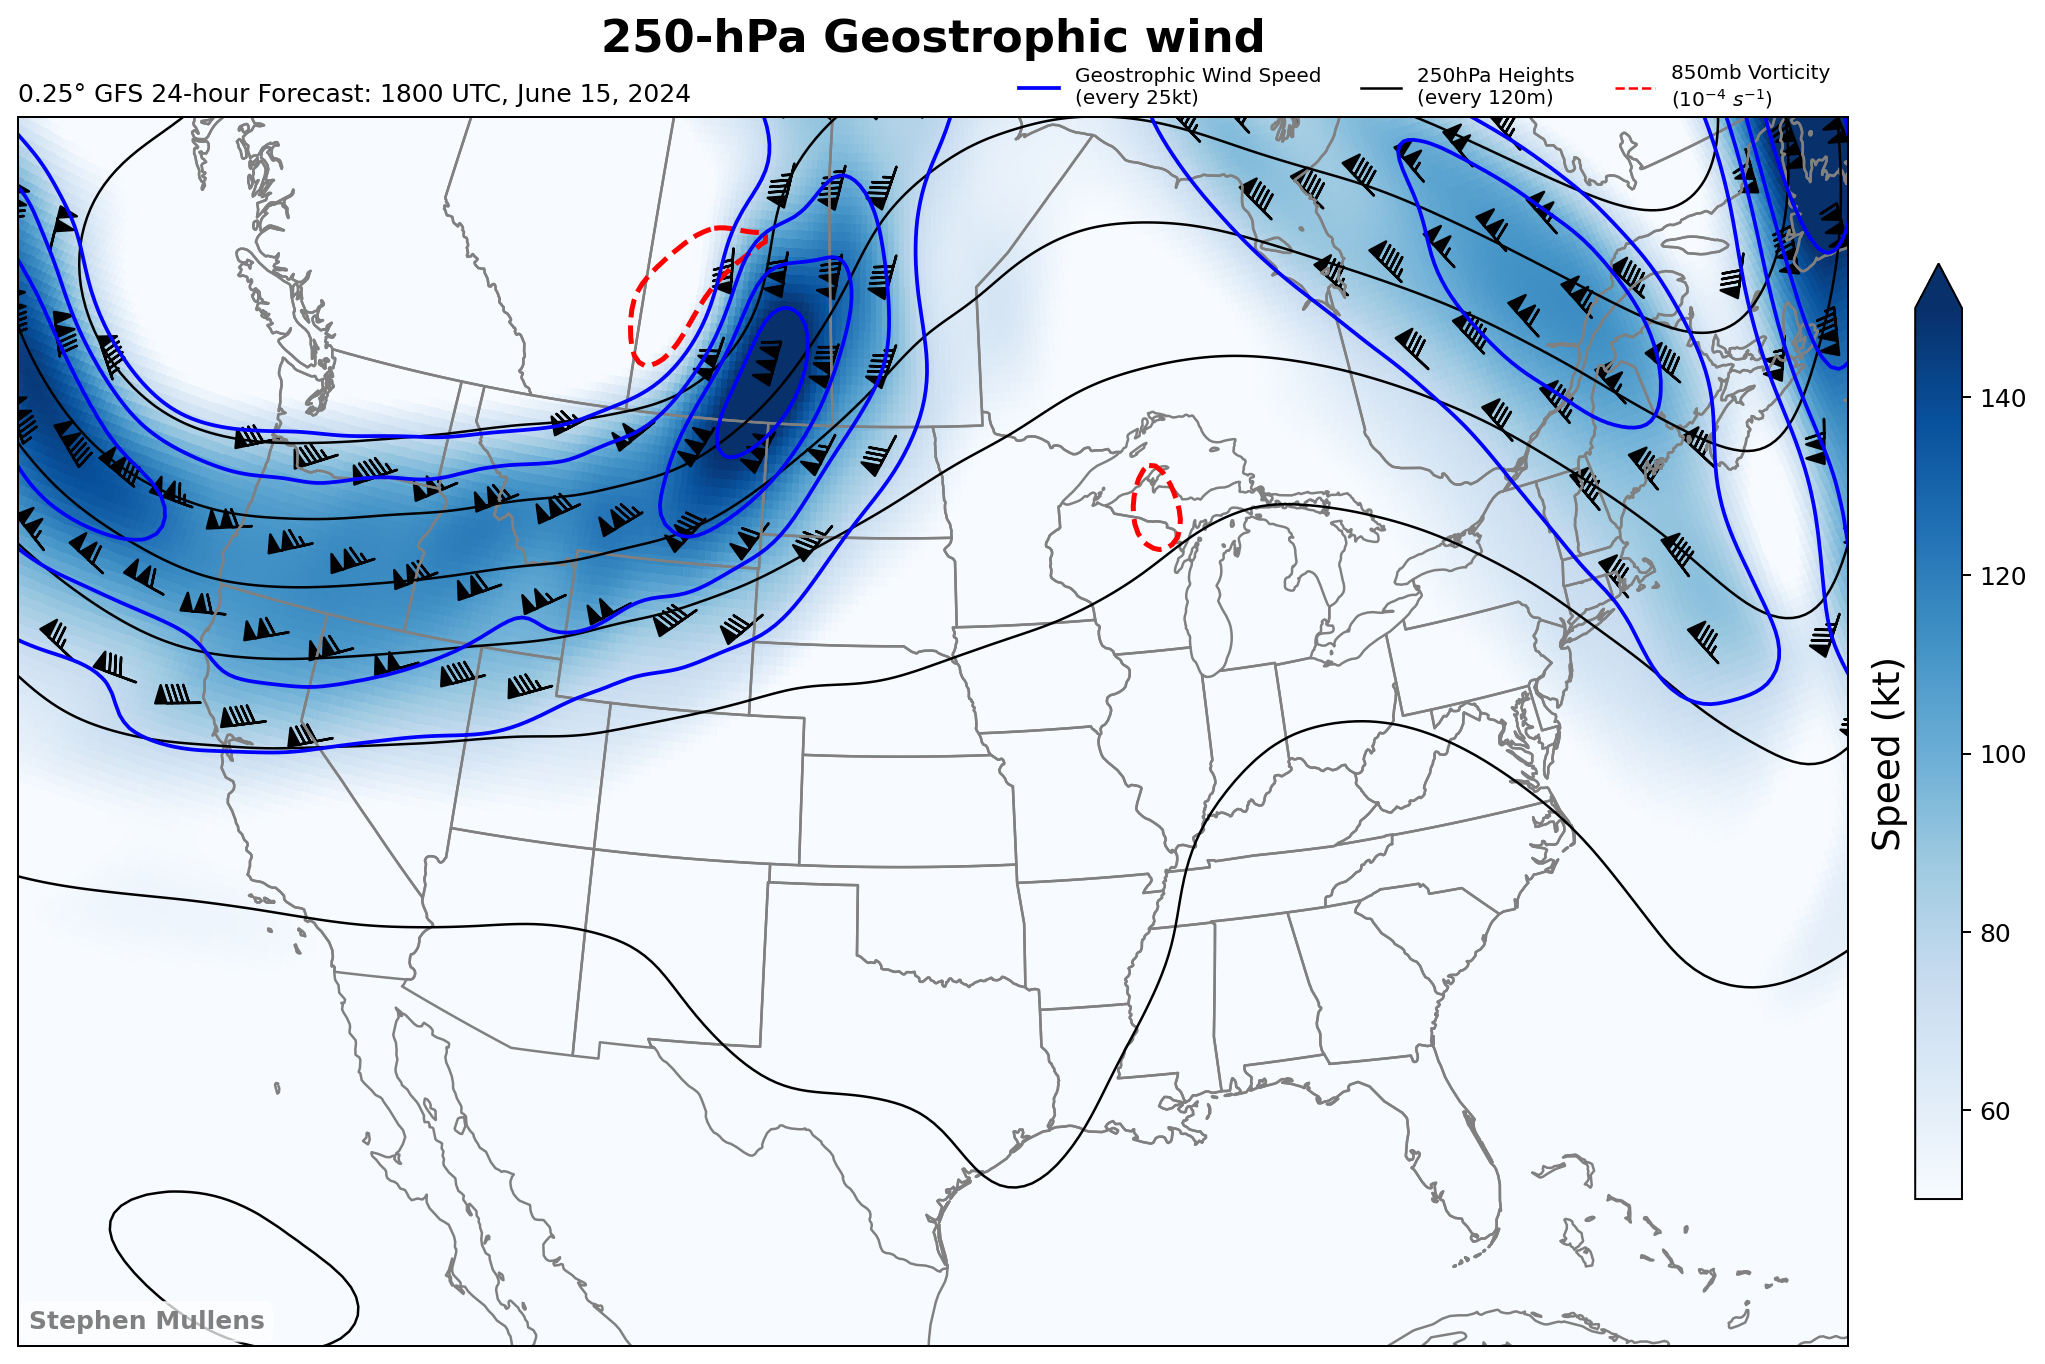 250-hPa Geostrophic wind
0.25° GFS 24-hour Forecast: 1800 UTC, June 15, 2024
Geostrophic Wind Speed
(every 25kt)
250hPa Heights
(every 120m)
850mb Vorticity
(10⁻⁴ s⁻¹)
140
120
100
80
60
Speed (kt)
Stephen Mullens